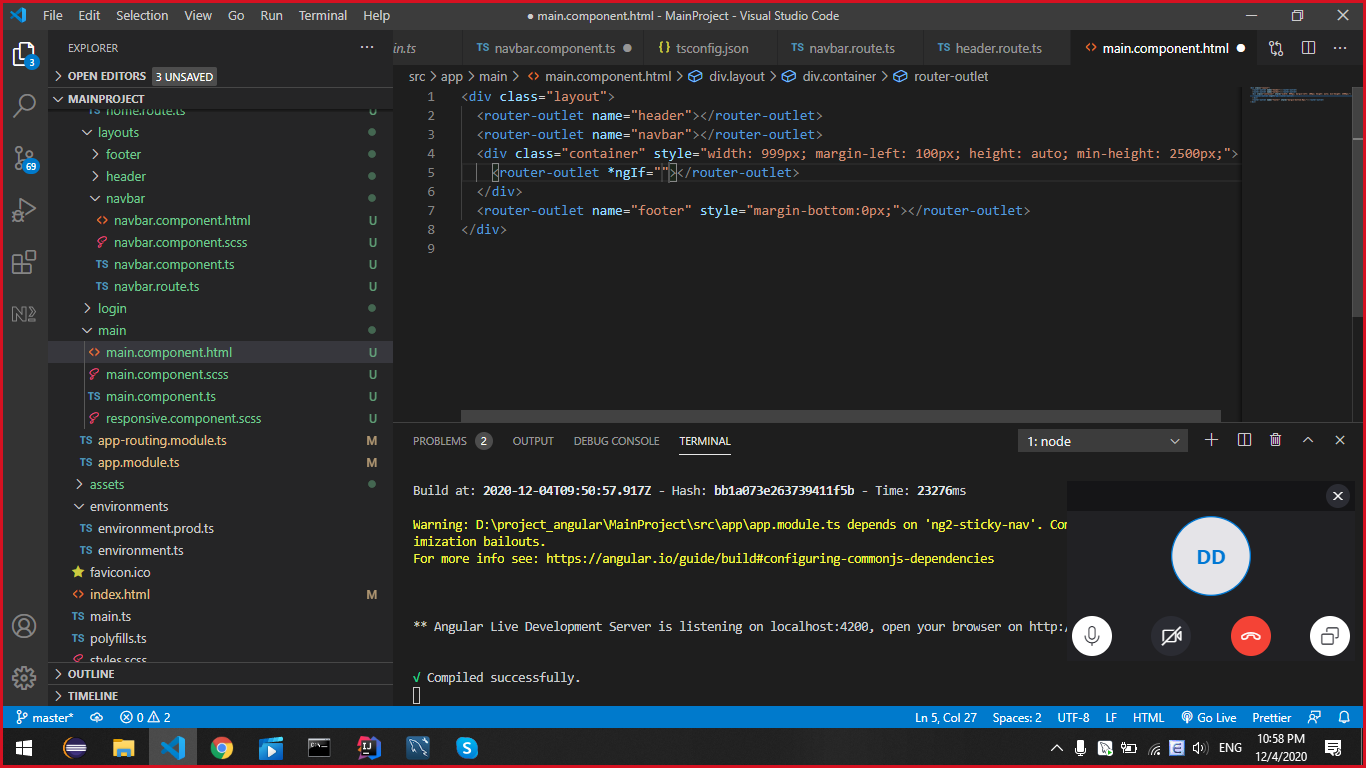 File Edit Selection View Go Run Terminal Help
● main.component.html - MainProject - Visual Studio Code
EXPLORER
OPEN EDITORS 3 UNSAVED
MAINPROJECT
home.route.ts U
layouts
footer
header
navbar
navbar.component.html U
navbar.component.scss U
navbar.component.ts U
navbar.route.ts U
login
main
main.component.html U
main.component.scss U
main.component.ts U
responsive.component.scss U
TS app-routing.module.ts M
TS app.module.ts M
assets
environments
TS environment.prod.ts
TS environment.ts
favicon.ico
index.html M
TS main.ts
TS polyfills.ts
styles.scss
OUTLINE
TIMELINE
3
69
in.ts
TS navbar.component.ts
{} tsconfig.json
TS navbar.route.ts
TS header.route.ts
<> main.component.html
src > app > main > <> main.component.html > div.layout > div.container > router-outlet
1 <div class="layout">
2 <router-outlet name="header"></router-outlet>
3 <router-outlet name="navbar"></router-outlet>
4 <div class="container" style="width: 999px; margin-left: 100px; height: auto; min-height: 2500px;">
5 <router-outlet *ngIf=""></router-outlet>
6 </div>
7 <router-outlet name="footer" style="margin-bottom:0px;"></router-outlet>
8 </div>
9
PROBLEMS 2 OUTPUT DEBUG CONSOLE TERMINAL
1: node
Build at: 2020-12-04T09:50:57.917Z - Hash: bb1a073e263739411f5b - Time: 23276ms
Warning: D:\project_angular\MainProject\src\app\app.module.ts depends on 'ng2-sticky-nav'. Com
imization bailouts.
For more info see: https://angular.io/guide/build#configuring-commonjs-dependencies
** Angular Live Development Server is listening on localhost:4200, open your browser on http:/
√ Compiled successfully.
DD
master* 0 2
Ln 5, Col 27 Spaces: 2 UTF-8 LF HTML Go Live Prettier
ENG
10:58 PM
12/4/2020